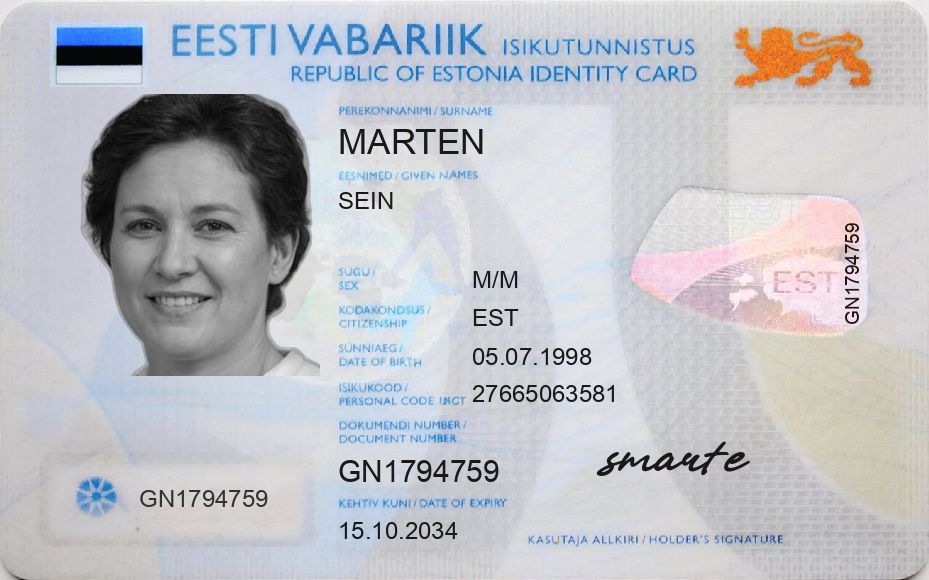 EESTI VABARIIK ISIKUTUNNISTUS
REPUBLIC OF ESTONIA IDENTITY CARD
PEREKONNANIMI / SURNAME
MARTEN
EESNIMED / GIVEN NAMES
SEIN
SUGU /
SEX
M/M
KODAKONDSUS /
CITIZENSHIP
EST
SÜNNIAEG /
DATE OF BIRTH
05.07.1998
ISIKUKOOD /
PERSONAL CODE
27665063581
DOKUMENDI NUMBER /
DOCUMENT NUMBER
GN1794759
KEHTIV KUNI / DATE OF EXPIRY
15.10.2034
GN1794759
EST
GN1794759
smarte
KASUTAJA ALLKIRI / HOLDER'S SIGNATURE